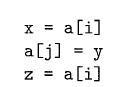 x = a[i]
a[j] = y
z = a[i]